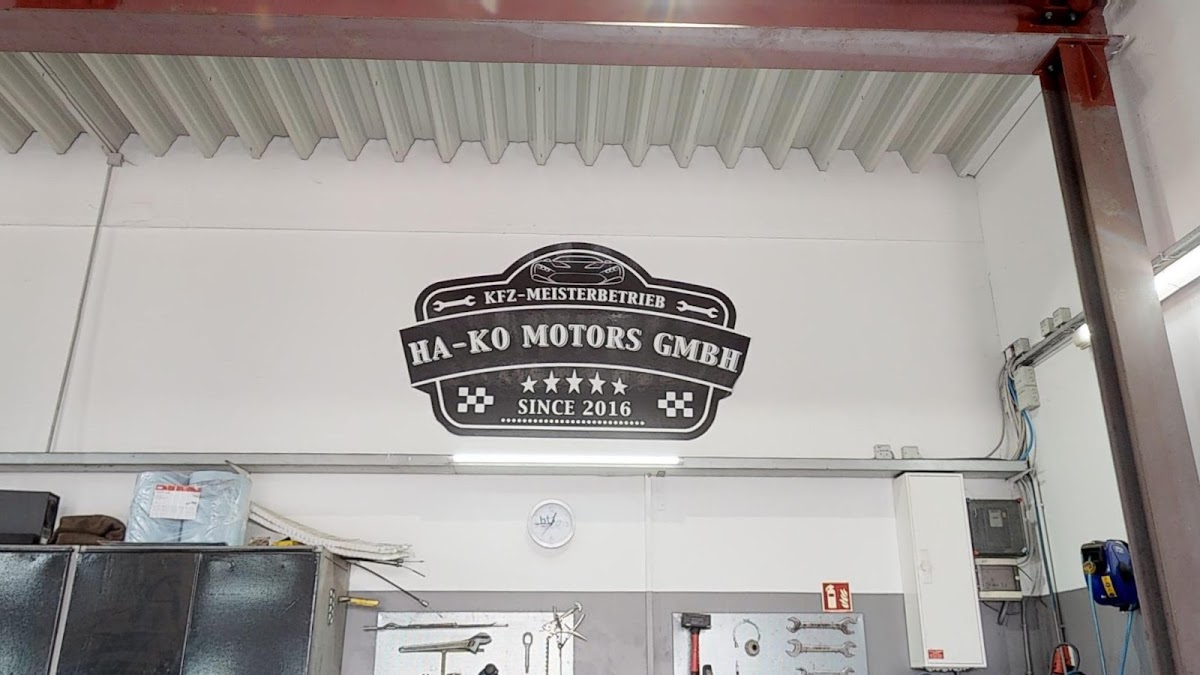 KFZ-MEISTERBETRIEB
HA-KO MOTORS GMBH
SINCE 2016